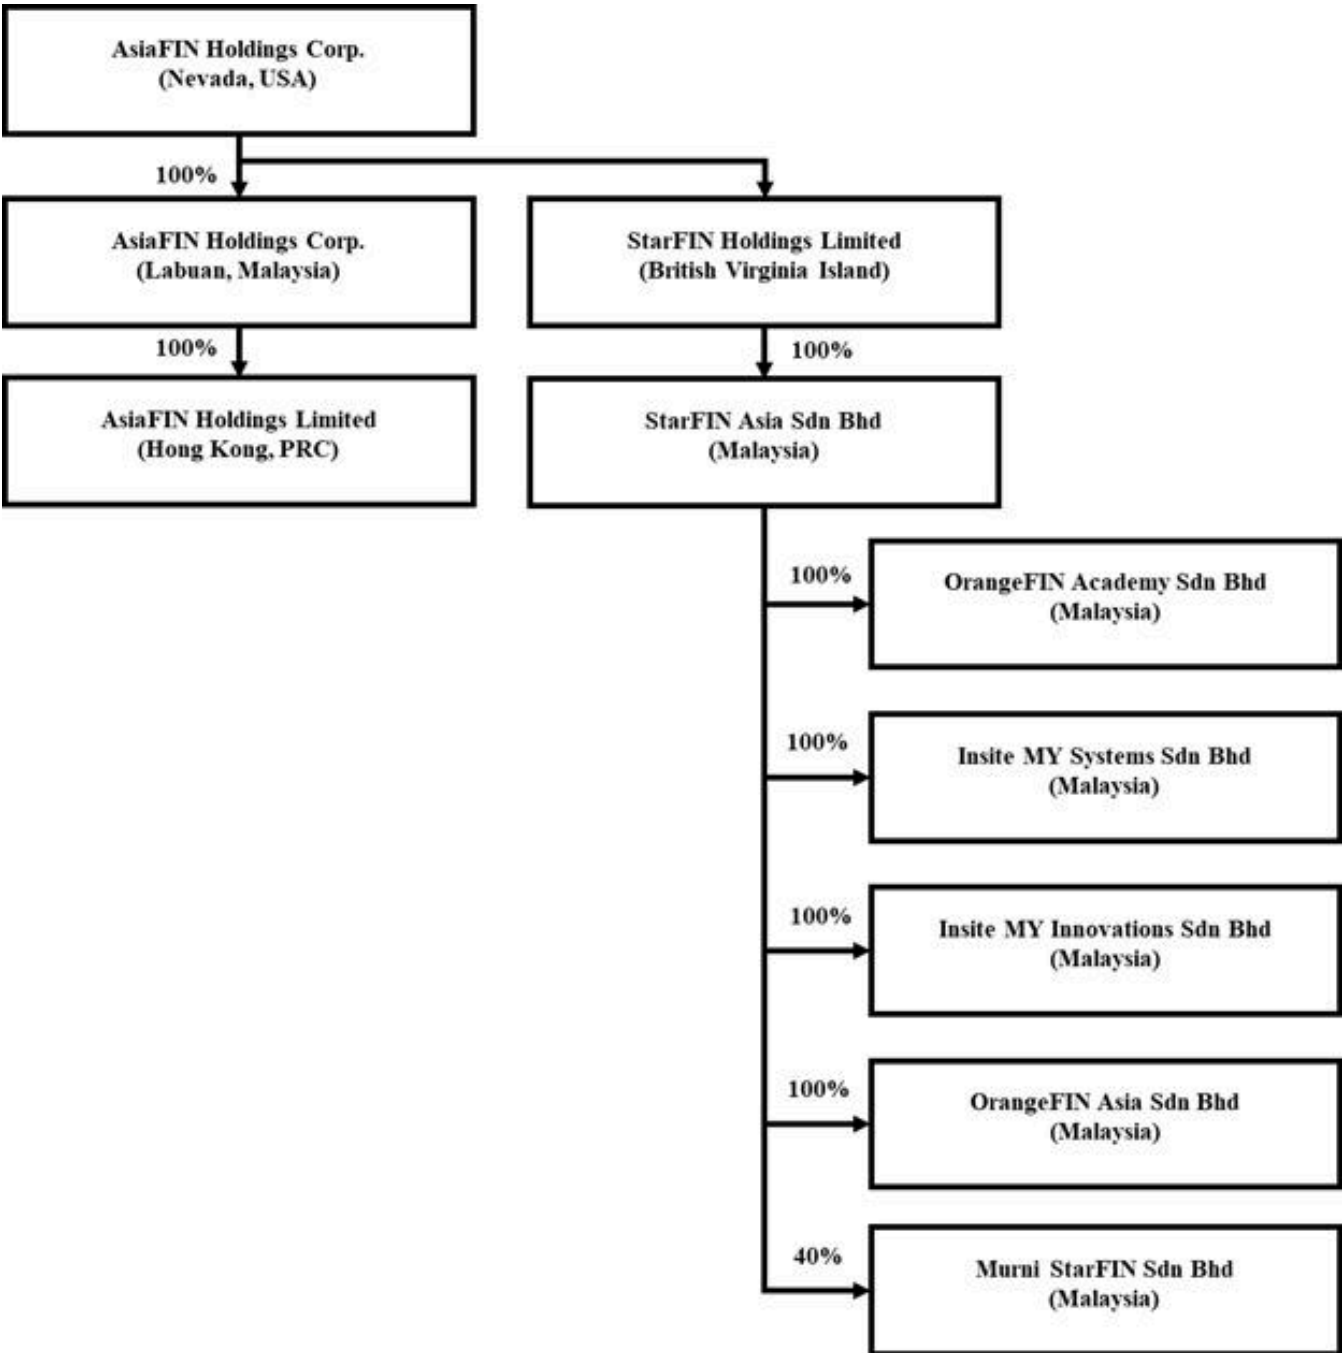 AsiaFIN Holdings Corp.
(Nevada, USA)
100%
AsiaFIN Holdings Corp.
(Labuan, Malaysia)
StarFIN Holdings Limited
(British Virginia Island)
100%
100%
AsiaFIN Holdings Limited
(Hong Kong, PRC)
StarFIN Asia Sdn Bhd
(Malaysia)
100%
OrangeFIN Academy Sdn Bhd
(Malaysia)
100%
Insite MY Systems Sdn Bhd
(Malaysia)
100%
Insite MY Innovations Sdn Bhd
(Malaysia)
100%
OrangeFIN Asia Sdn Bhd
(Malaysia)
40%
Murni StarFIN Sdn Bhd
(Malaysia)